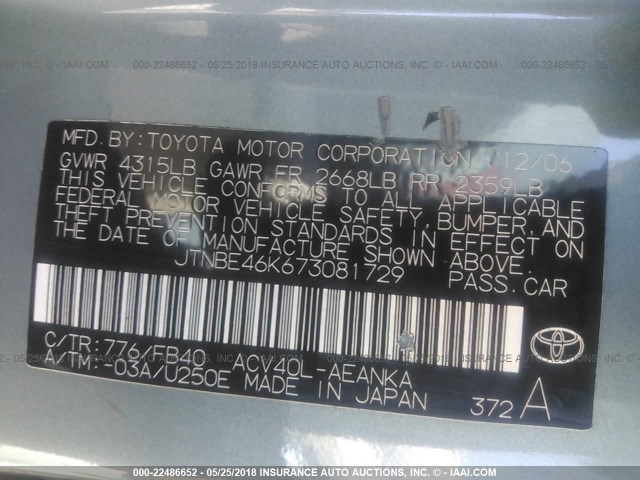 000-22486652 - 05/25/2018 INSURANCE AUTO AUCTIONS - © - IAAI.COM
MFD. BY: TOYOTA MOTOR CORPORATION 12/06
GVWR 4315LB GAWR FR 2668LB RR 2359LB
THIS VEHICLE CONFORMS TO ALL APPLICABLE
FEDERAL MOTOR VEHICLE SAFETY, BUMPER, AND
THEFT PREVENTION STANDARDS IN EFFECT ON
THE DATE OF MANUFACTURE SHOWN ABOVE.
JTNBE46K673081729 PASS. CAR
C/TR: 776/FB42 ACV40L-AEANKA
A/TM: -03A/U250E MADE IN JAPAN
372 A
TOYOTA
000-22486652 - 05/25/2018 INSURANCE AUTO AUCTIONS - © - IAAI.COM